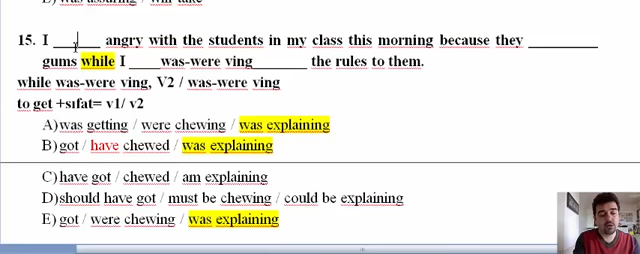 15. I ______ angry with the students in my class this morning because they __________
gums while I ____was-were ving_______ the rules to them.
while was-were ving, V2 / was-were ving
to get +sıfat= v1/ v2
A)was getting / were chewing / was explaining
B)got / have chewed / was explaining
C)have got / chewed / am explaining
D)should have got / must be chewing / could be explaining
E) got / were chewing / was explaining